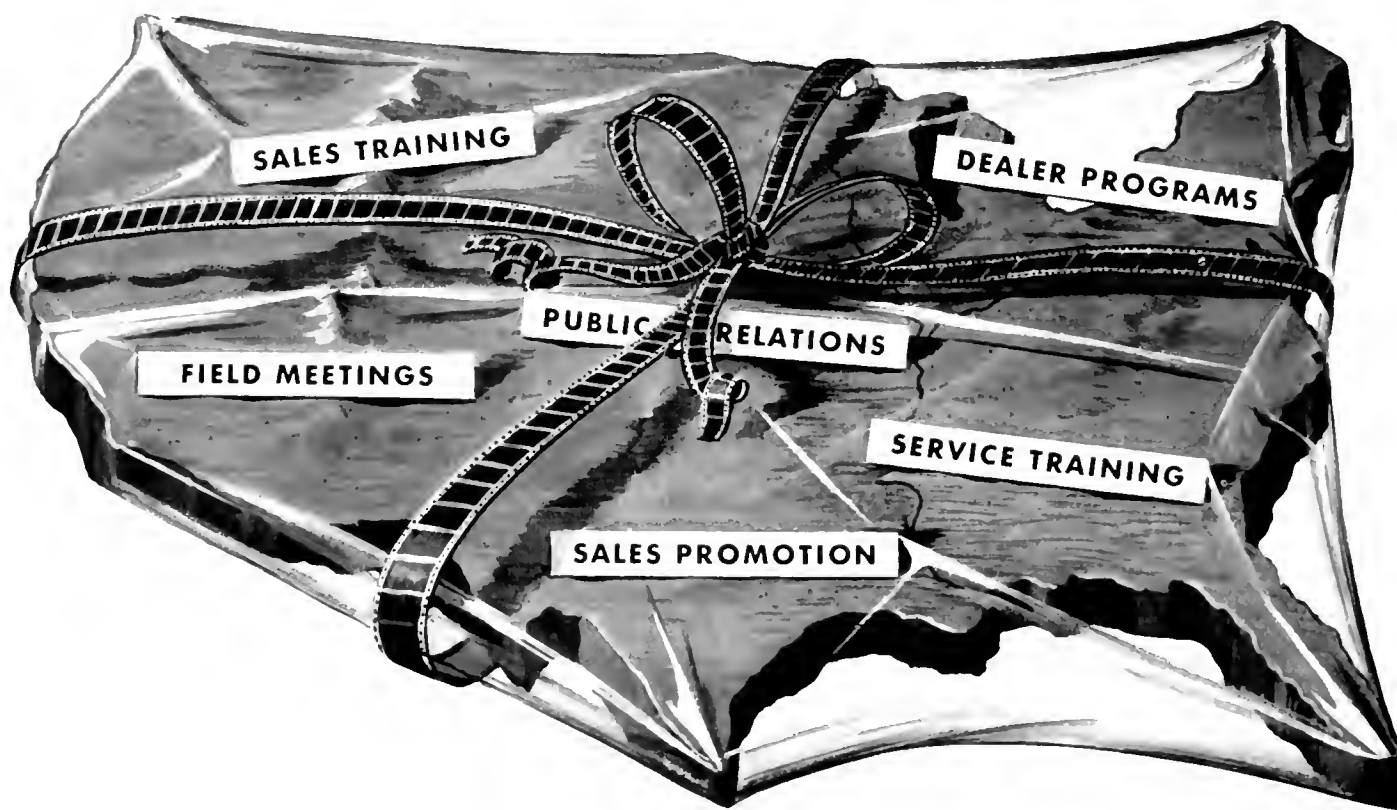 SALES TRAINING
DEALER PROGRAMS
PUBLIC RELATIONS
FIELD MEETINGS
SERVICE TRAINING
SALES PROMOTION